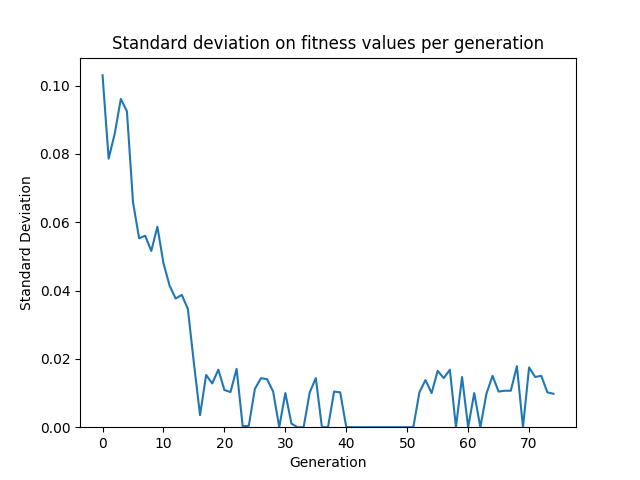 Standard deviation on fitness values per generation
0.10
0.08
0.06
0.04
0.02
0.00
Standard Deviation
0 10 20 30 40 50 60 70
Generation